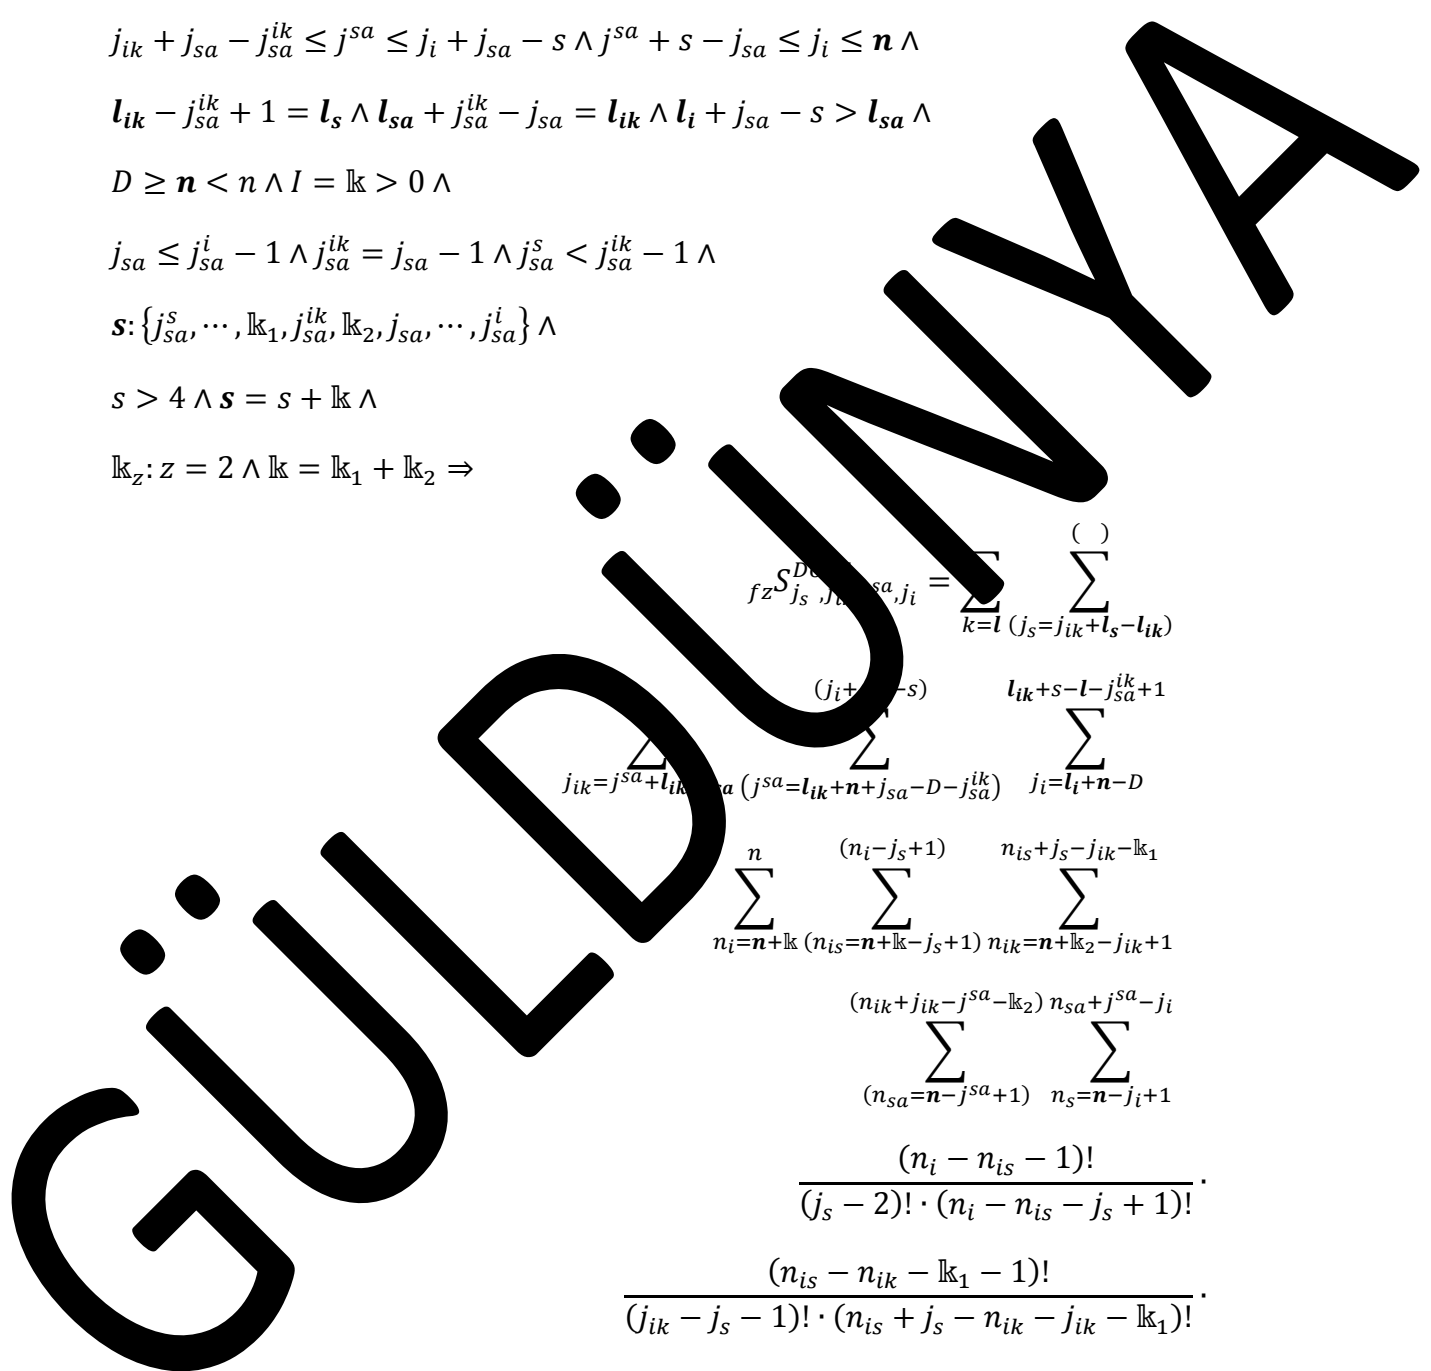 j_{ik} + j_{sa} − j_{sa}^{ik} ≤ j^{sa} ≤ j_i + j_{sa} − s ∧ j^{sa} + s − j_{sa} ≤ j_i ≤ 𝒏 ∧
𝒍_{𝒊𝒌} − j_{sa}^{ik} + 1 = 𝒍_𝒔 ∧ 𝒍_{𝒔𝒂} + j_{sa}^{ik} − j_{sa} = 𝒍_{𝒊𝒌} ∧ 𝒍_𝒊 + j_{sa} − s > 𝒍_{𝒔𝒂} ∧
D ≥ 𝒏 < n ∧ I = 𝕜 > 0 ∧
j_{sa} ≤ j_{sa}^{i} − 1 ∧ j_{sa}^{ik} = j_{sa} − 1 ∧ j_{sa}^{s} < j_{sa}^{ik} − 1 ∧
𝒔: {j_{sa}^{s}, ⋯ , 𝕜_1, j_{sa}^{ik}, 𝕜_2, j_{sa}, ⋯ , j_{sa}^{i}} ∧
s > 4 ∧ 𝒔 = s + 𝕜 ∧
𝕜_z: z = 2 ∧ 𝕜 = 𝕜_1 + 𝕜_2 ⇒
= ∑_{k=𝒍} ∑_{(j_s=j_{ik}+𝒍_𝒔−𝒍_{𝒊𝒌})}^{( )}
∑_{(j^{sa}=𝒍_{𝒊𝒌}+𝒏+j_{sa}−D−j_{sa}^{ik})} ∑_{j_i=𝒍_𝒊+𝒏−D}^{𝒍_{𝒊𝒌}+s−𝒍−j_{sa}^{ik}+1}
∑_{n_i=𝒏+𝕜}^{n} ∑_{(n_{is}=𝒏+𝕜−j_s+1)}^{(n_i−j_s+1)} ∑_{n_{ik}=𝒏+𝕜_2−j_{ik}+1}^{n_{is}+j_s−j_{ik}−𝕜_1}
∑_{(n_{sa}=𝒏−j^{sa}+1)}^{(n_{ik}+j_{ik}−j^{sa}−𝕜_2)} ∑_{n_s=𝒏−j_i+1}^{n_{sa}+j^{sa}−j_i}
(n_i − n_{is} − 1)!
(j_s − 2)! · (n_i − n_{is} − j_s + 1)! ·
(n_{is} − n_{ik} − 𝕜_1 − 1)!
(j_{ik} − j_s − 1)! · (n_{is} + j_s − n_{ik} − j_{ik} − 𝕜_1)! ·
GÜLDÜNYA